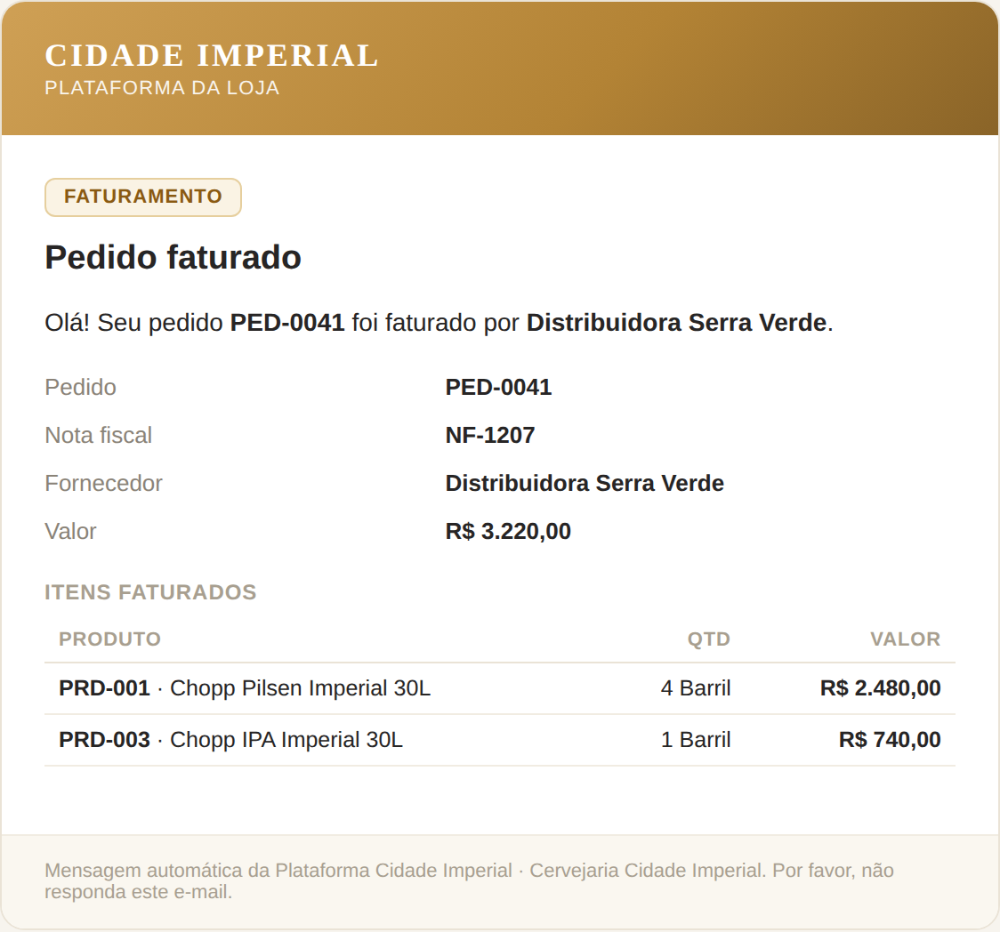 CIDADE IMPERIAL
PLATAFORMA DA LOJA
FATURAMENTO
Pedido faturado
Olá! Seu pedido PED-0041 foi faturado por Distribuidora Serra Verde.
Pedido PED-0041
Nota fiscal NF-1207
Fornecedor Distribuidora Serra Verde
Valor R$ 3.220,00
ITENS FATURADOS
PRODUTO QTD VALOR
PRD-001 · Chopp Pilsen Imperial 30L 4 Barril R$ 2.480,00
PRD-003 · Chopp IPA Imperial 30L 1 Barril R$ 740,00
Mensagem automática da Plataforma Cidade Imperial · Cervejaria Cidade Imperial. Por favor, não
responda este e-mail.